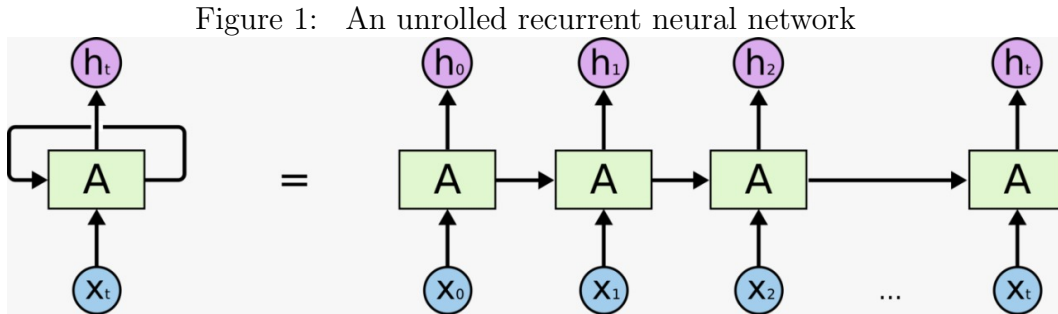 Figure 1: An unrolled recurrent neural network
hₜ h₀ h₁ h₂ hₜ
A = A A A A
xₜ x₀ x₁ x₂ ... xₜ